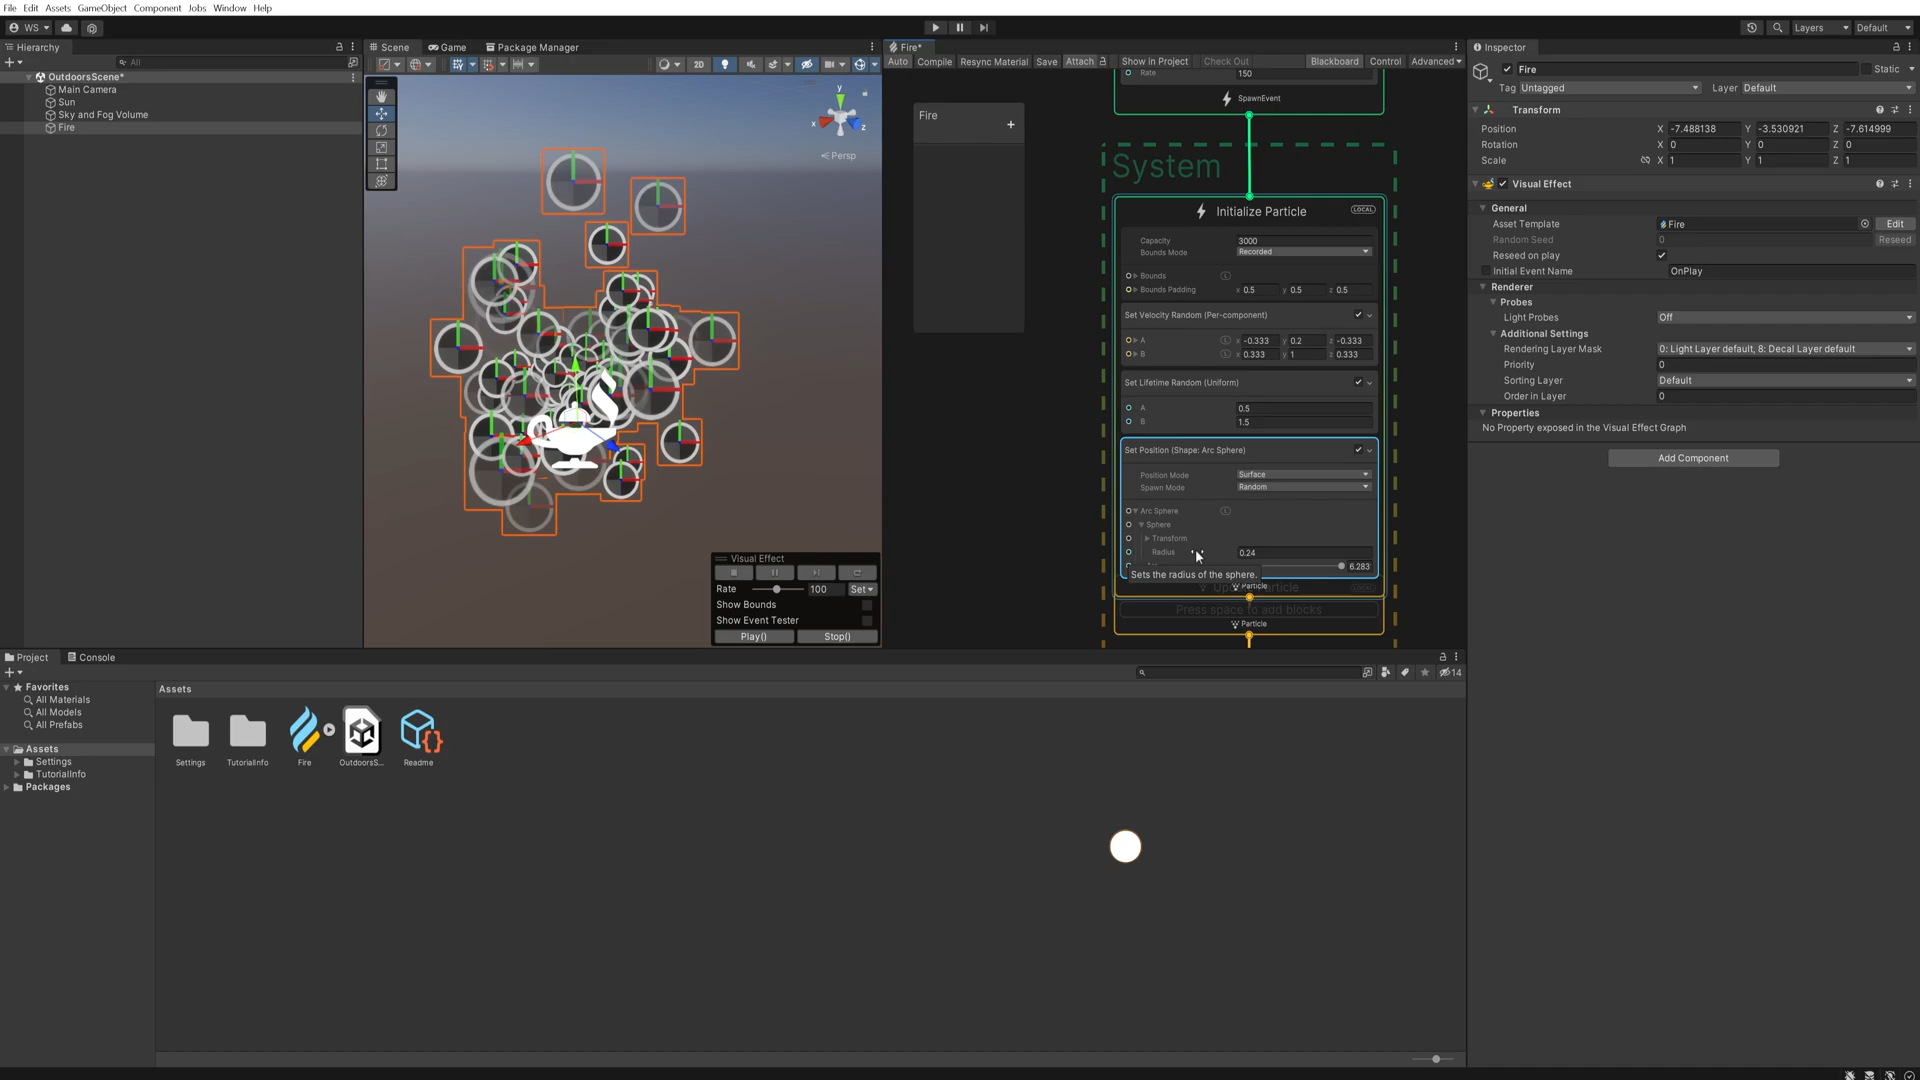 File Edit Assets GameObject Component Jobs Window Help
WS Layers Default
Hierarchy
All
OutdoorsScene*
Main Camera
Sun
Sky and Fog Volume
Fire
Scene Game Package Manager
2D
y
x z
Persp
Visual Effect
Rate 100 Set
Show Bounds
Show Event Tester
Play() Stop()
Fire*
Auto Compile Resync Material Save Attach Show in Project Check Out Blackboard Control Advanced
Fire
+
Rate 150
SpawnEvent
System
Initialize Particle LOCAL
Capacity 3000
Bounds Mode Recorded
Bounds L
Bounds Padding x 0.5 y 0.5 z 0.5
Set Velocity Random (Per-component)
A L x -0.333 y 0.2 z -0.333
B L x 0.333 y 1 z 0.333
Set Lifetime Random (Uniform)
A 0.5
B 1.5
Set Position (Shape: Arc Sphere)
Position Mode Surface
Spawn Mode Random
Arc Sphere L
Sphere
Transform
Radius 0.24
6.283
Sets the radius of the sphere.
Particle
Press space to add blocks
Particle
Inspector
Fire Static
Tag Untagged Layer Default
Transform
Position X -7.488138 Y -3.530921 Z -7.614999
Rotation X 0 Y 0 Z 0
Scale X 1 Y 1 Z 1
Visual Effect
General
Asset Template Fire Edit
Random Seed 0 Reseed
Reseed on play
Initial Event Name OnPlay
Renderer
Probes
Light Probes Off
Additional Settings
Rendering Layer Mask 0: Light Layer default, 8: Decal Layer default
Priority 0
Sorting Layer Default
Order in Layer 0
Properties
No Property exposed in the Visual Effect Graph
Add Component
Project Console
14
Favorites
All Materials
All Models
All Prefabs
Assets
Settings
TutorialInfo
Packages
Assets
Settings TutorialInfo Fire OutdoorsS... Readme